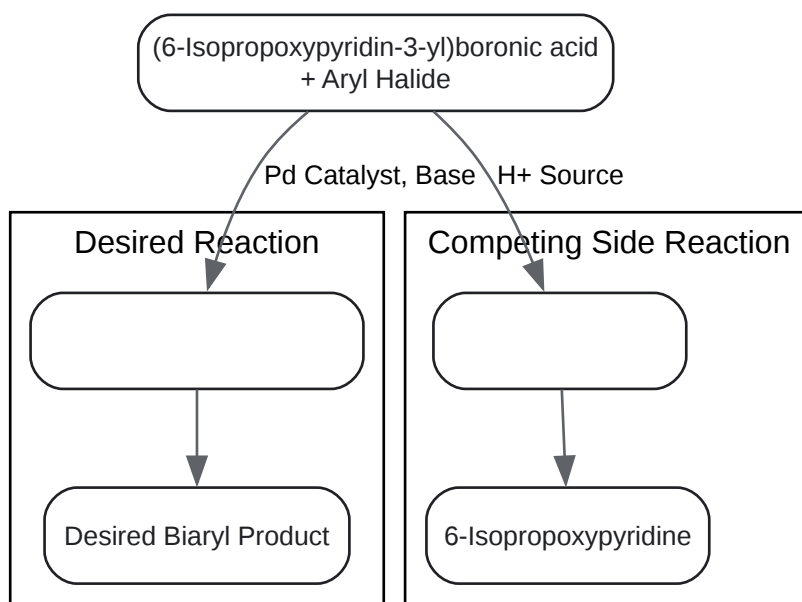 (6-Isopropoxypyridin-3-yl)boronic acid
+ Aryl Halide
Pd Catalyst, Base
H+ Source
Desired Reaction
Competing Side Reaction
Desired Biaryl Product
6-Isopropoxypyridine